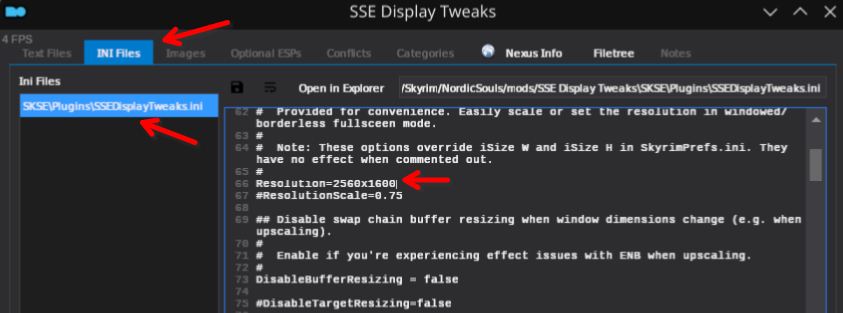 SSE Display Tweaks
4 FPS
Text Files INI Files Images Optional ESPs Conflicts Categories Nexus Info Filetree Notes
Ini Files
Open in Explorer /Skyrim/NordicSouls/mods/SSE Display Tweaks\SKSE\Plugins\SSEDisplayTweaks.ini
SKSE\Plugins\SSEDisplayTweaks.ini
62 # Provided for convenience. Easily scale or set the resolution in windowed/
borderless fullsceen mode.
63 #
64 # Note: These options override iSize W and iSize H in SkyrimPrefs.ini. They
have no effect when commented out.
65 #
66 Resolution=2560x1600
67 #ResolutionScale=0.75
68
69 ## Disable swap chain buffer resizing when window dimensions change (e.g. when
upscaling).
70 #
71 # Enable if you're experiencing effect issues with ENB when upscaling.
72 #
73 DisableBufferResizing = false
74
75 #DisableTargetResizing=false